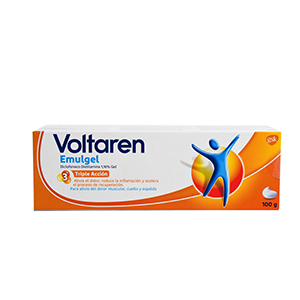 Voltaren
Emulgel
Diclofenaco Dietilamina 1,16% Gel
3 Triple Acción
Alivia el dolor, reduce la inflamación y acelera
el proceso de recuperación.
Para alivio del dolor muscular, cuello y espalda
gsk
100 g